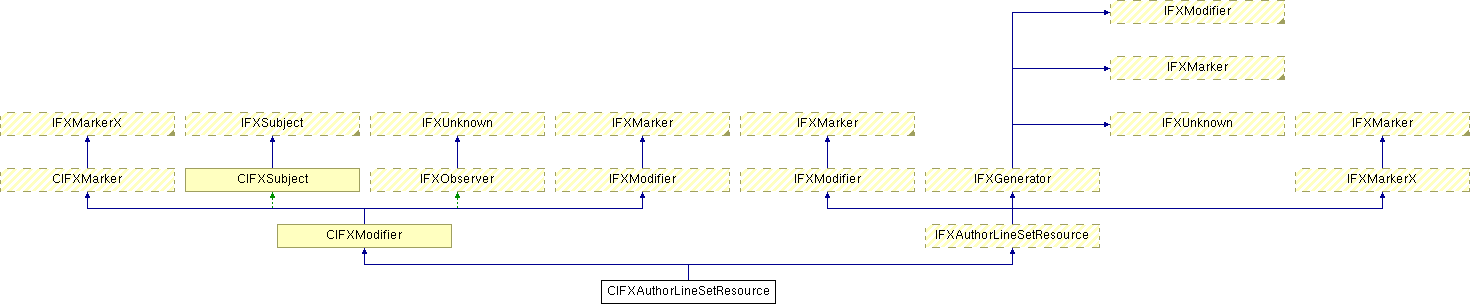 IFXModifier
IFXMarker
IFXMarkerX
IFXSubject
IFXUnknown
IFXMarker
IFXMarker
IFXUnknown
IFXMarker
CIFXMarker
CIFXSubject
IFXObserver
IFXModifier
IFXModifier
IFXGenerator
IFXMarkerX
CIFXModifier
IFXAuthorLineSetResource
CIFXAuthorLineSetResource